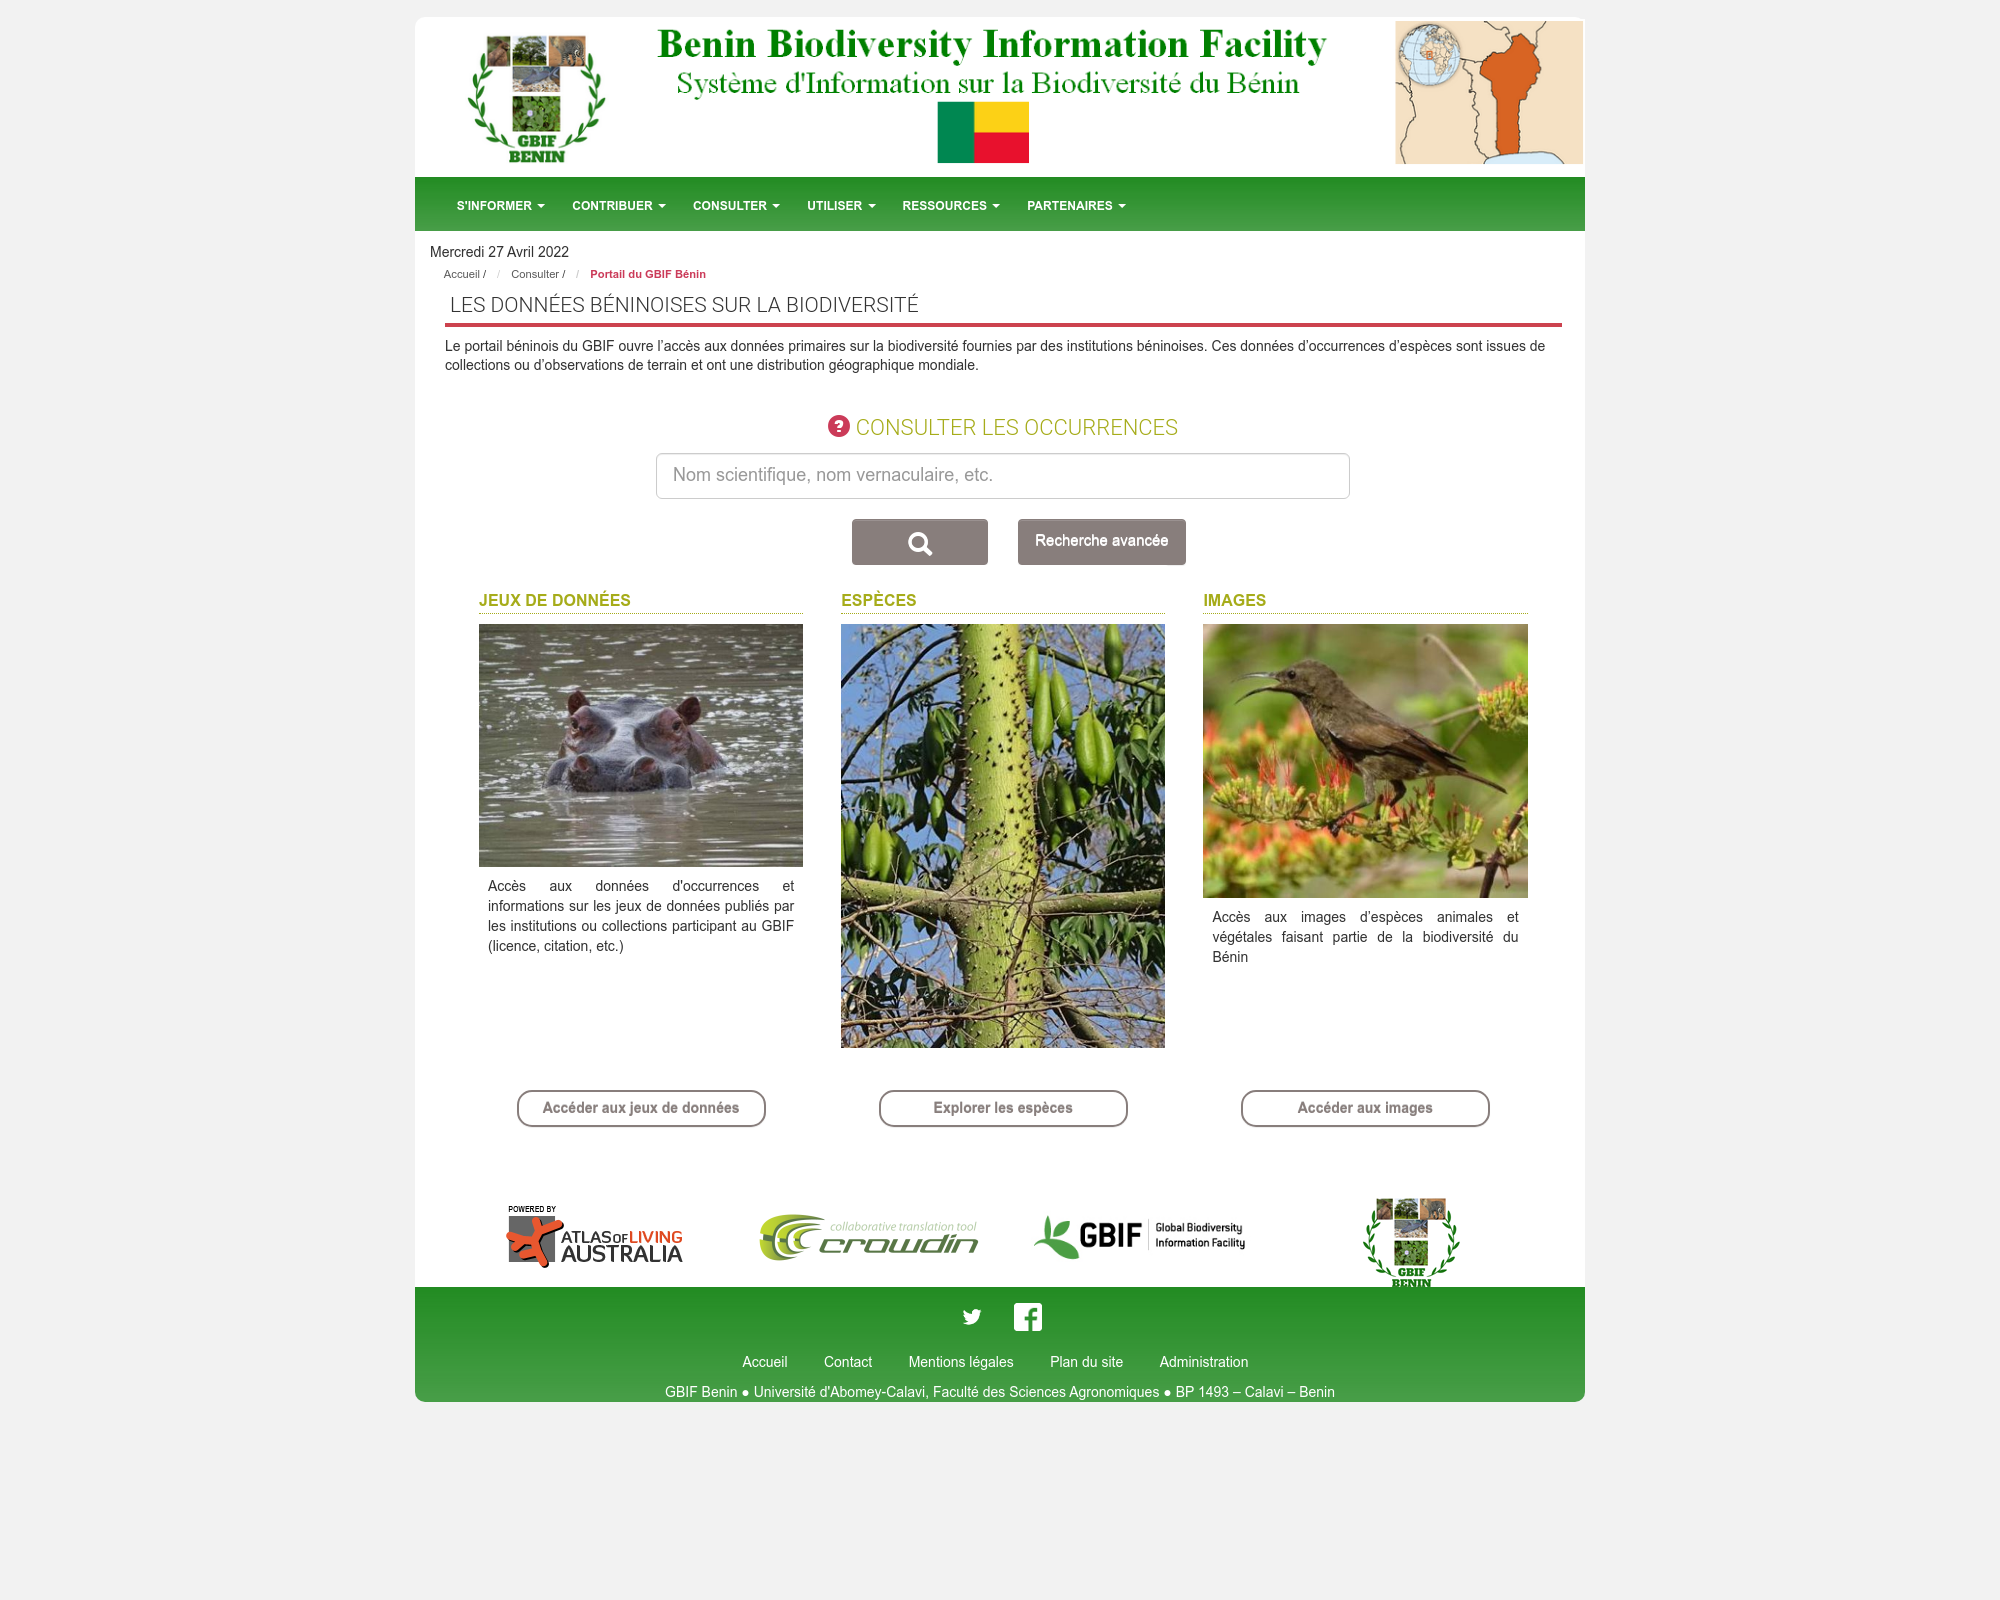 Benin Biodiversity Information Facility
Système d'Information sur la Biodiversité du Bénin
GBIF
BENIN
S'INFORMER CONTRIBUER CONSULTER UTILISER RESSOURCES PARTENAIRES
Mercredi 27 Avril 2022
Accueil / / Consulter / / Portail du GBIF Bénin
LES DONNÉES BÉNINOISES SUR LA BIODIVERSITÉ
Le portail béninois du GBIF ouvre l’accès aux données primaires sur la biodiversité fournies par des institutions béninoises. Ces données d’occurrences d’espèces sont issues de
collections ou d’observations de terrain et ont une distribution géographique mondiale.
? CONSULTER LES OCCURRENCES
Nom scientifique, nom vernaculaire, etc.
Recherche avancée
JEUX DE DONNÉES
ESPÈCES
IMAGES
Accès aux données d'occurrences et
informations sur les jeux de données publiés par
les institutions ou collections participant au GBIF
(licence, citation, etc.)
Accès aux images d’espèces animales et
végétales faisant partie de la biodiversité du
Bénin
Accéder aux jeux de données
Explorer les espèces
Accéder aux images
POWERED BY
ATLAS OF LIVING
AUSTRALIA
collaborative translation tool
crowdin
GBIF
Global Biodiversity
Information Facility
GBIF
BENIN
Accueil Contact Mentions légales Plan du site Administration
GBIF Benin ● Université d'Abomey-Calavi, Faculté des Sciences Agronomiques ● BP 1493 – Calavi – Benin